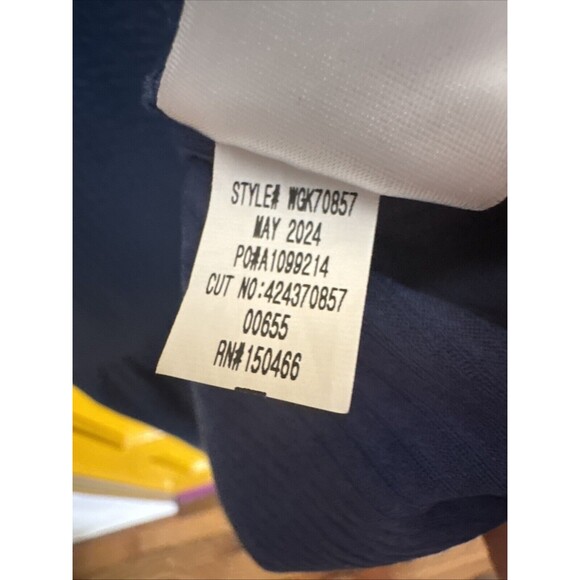 STYLE# WGK70857
MAY 2024
PO#A1099214
CUT NO:424370857
00655
RN#150466